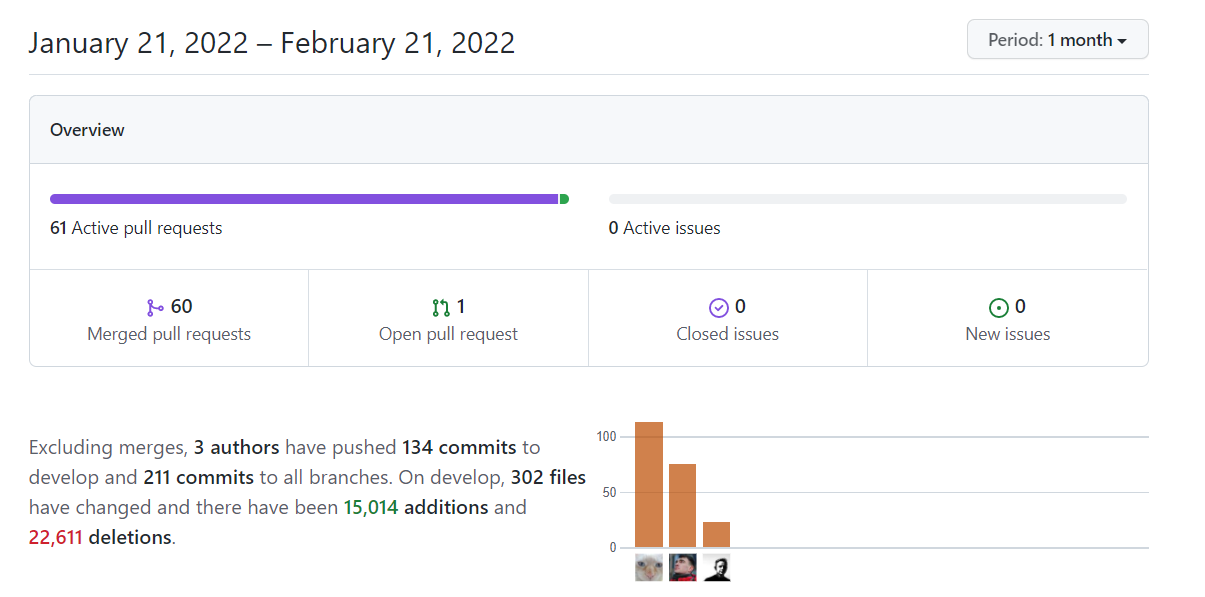 January 21, 2022 – February 21, 2022
Period: 1 month
Overview
61 Active pull requests
0 Active issues
60
Merged pull requests
1
Open pull request
0
Closed issues
0
New issues
Excluding merges, 3 authors have pushed 134 commits to
develop and 211 commits to all branches. On develop, 302 files
have changed and there have been 15,014 additions and
22,611 deletions.
100
50
0